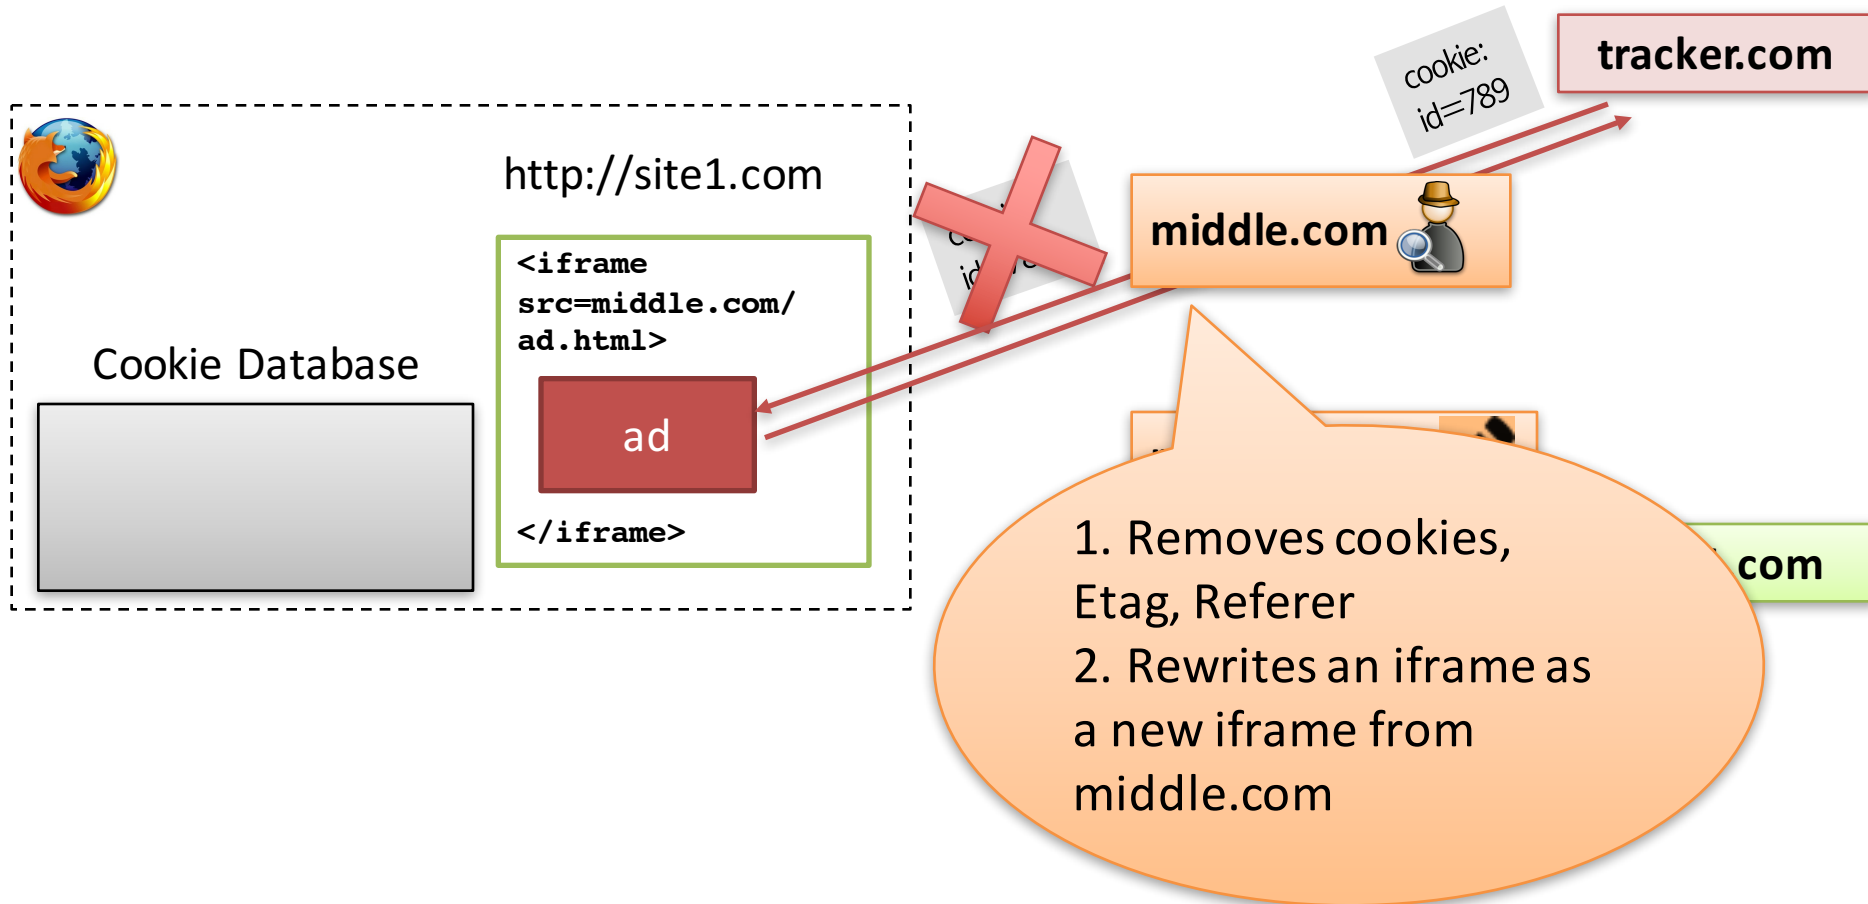 cookie:
id=789
tracker.com
http://site1.com
middle.com
<iframe
src=middle.com/
ad.html>
Cookie Database
ad
</iframe>
1. Removes cookies,
Etag, Referer
2. Rewrites an iframe as
a new iframe from
middle.com
.com